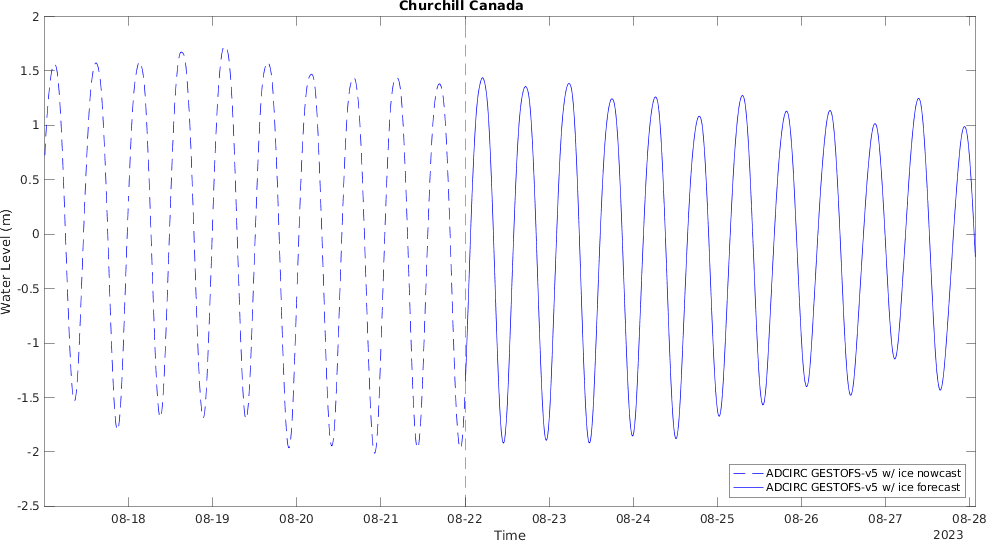 Churchill Canada
2
1.5
1
0.5
0
-0.5
-1
-1.5
-2
-2.5
Water Level (m)
ADCIRC GESTOFS-v5 w/ ice nowcast
ADCIRC GESTOFS-v5 w/ ice forecast
08-18 08-19 08-20 08-21 08-22 08-23 08-24 08-25 08-26 08-27 08-28
Time
2023